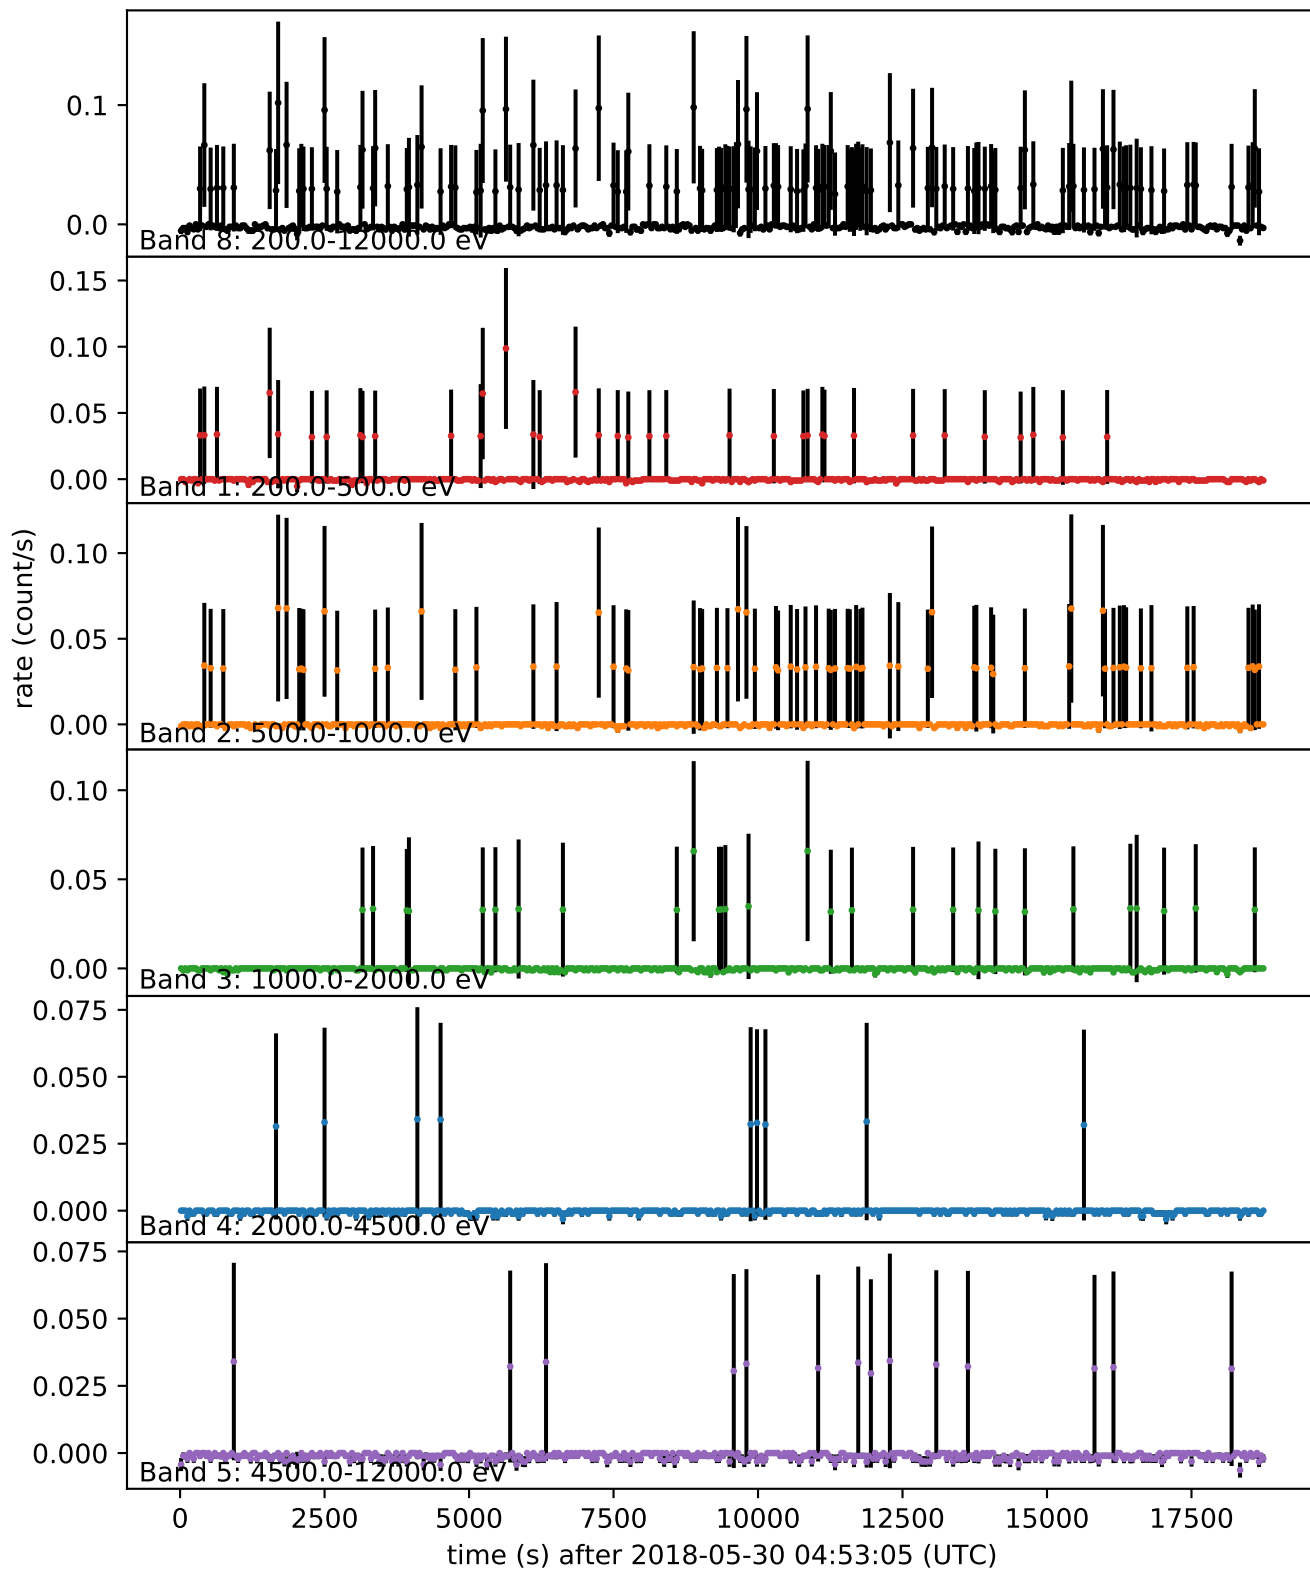 0.1
0.0
Band 8: 200.0-12000.0 eV
0.15
0.10
0.05
0.00
Band 1: 200.0-500.0 eV
rate (count/s)
0.10
0.05
0.00
Band 2: 500.0-1000.0 eV
0.10
0.05
0.00
Band 3: 1000.0-2000.0 eV
0.075
0.050
0.025
0.000
Band 4: 2000.0-4500.0 eV
0.075
0.050
0.025
0.000
Band 5: 4500.0-12000.0 eV
0 2500 5000 7500 10000 12500 15000 17500
time (s) after 2018-05-30 04:53:05 (UTC)